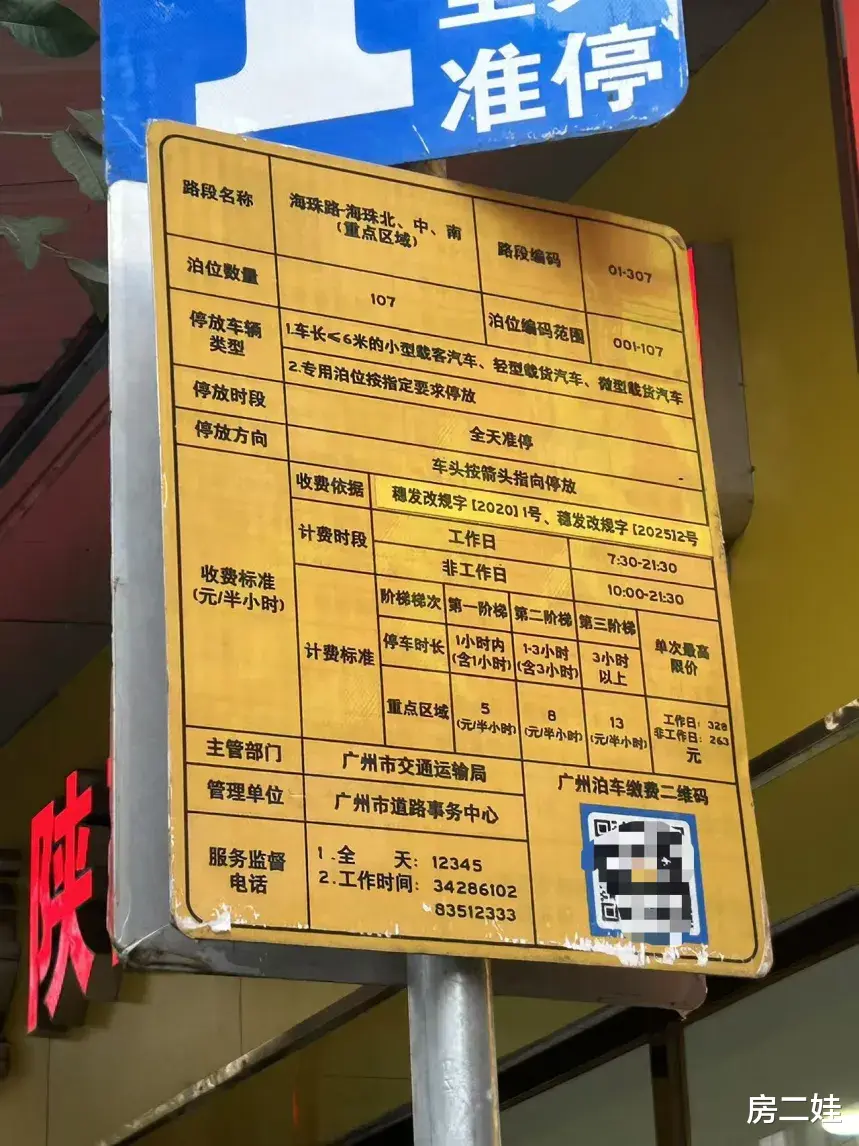 全天
准停
路段名称
海珠路-海珠北、中、南
(重点区域)
路段编码
01-307
泊位数量
107
泊位编码范围
001-107
停放车辆
类型
1.车长≤6米的小型载客汽车、轻型载货汽车、微型载货汽车
2.专用泊位按指定要求停放
停放时段
全天准停
停放方向
车头按箭头指向停放
收费标准
(元/半小时)
收费依据
穗发改规字[2020]1号、穗发改规字[2025]2号
计费时段
工作日
7:30-21:30
非工作日
10:00-21:30
计费标准
阶梯梯次
第一阶梯
第二阶梯
第三阶梯
单次最高
限价
停车时长
1小时内
(含1小时)
1-3小时
(含3小时)
3小时
以上
重点区域
5
(元/半小时)
8
(元/半小时)
13
(元/半小时)
工作日: 328
非工作日: 263
元
主管部门
广州市交通运输局
广州泊车缴费二维码
管理单位
广州市道路事务中心
服务监督
电话
1.全 天: 12345
2.工作时间: 34286102
83512333
陕
房二娃